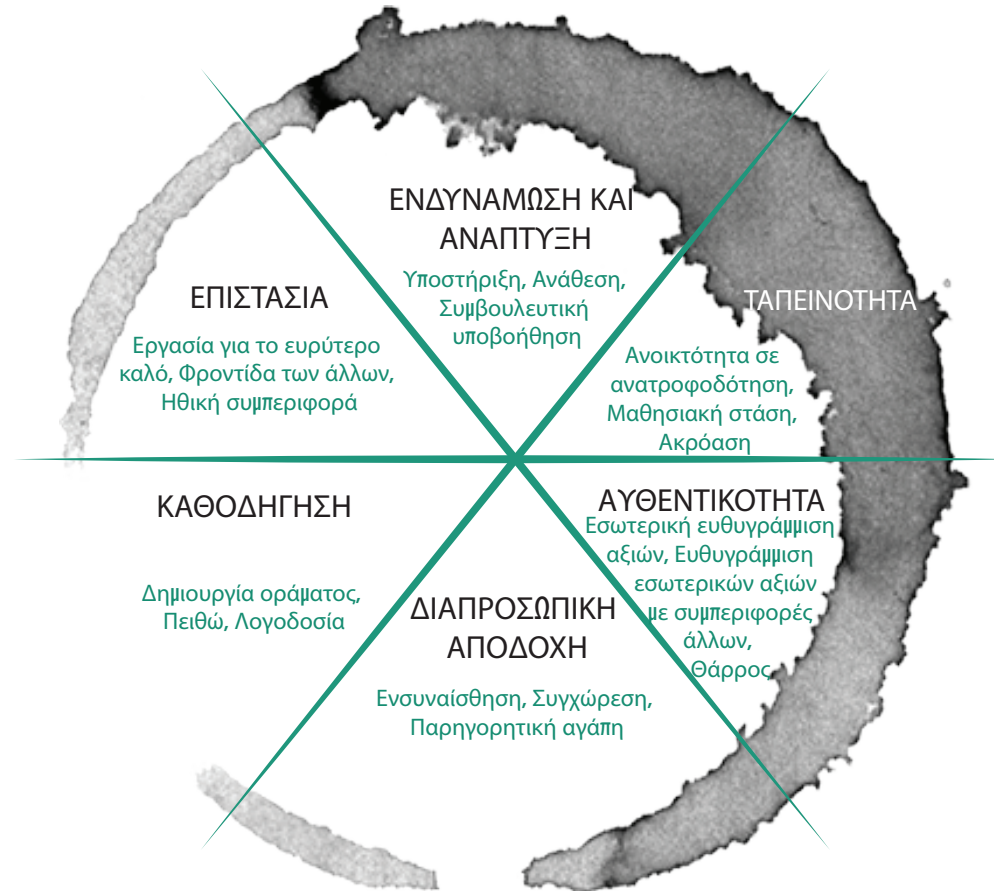 ΕΝΔΥΝΑΜΩΣΗ ΚΑΙ
ΑΝΑΠΤΥΞΗ
Υποστήριξη, Ανάθεση,
Συμβουλευτική
υποβοήθηση
ΤΑΠΕΙΝΟΤΗΤΑ
Ανοικτότητα σε
ανατροφοδότηση,
Μαθησιακή στάση,
Ακρόαση
ΑΥΘΕΝΤΙΚΟΤΗΤΑ
Εσωτερική ευθυγράμμιση
αξιών, Ευθυγράμμιση
εσωτερικών αξιών
με συμπεριφορές
άλλων,
Θάρρος,
ΔΙΑΠΡΟΣΩΠΙΚΗ
ΑΠΟΔΟΧΗ
Ενσυναίσθηση, Συγχώρεση,
Παρηγορητική αγάπη
ΚΑΘΟΔΗΓΗΣΗ
Δημιουργία οράματος,
Πειθώ, Λογοδοσία
ΕΠΙΣΤΑΣΙΑ
Εργασία για το ευρύτερο
καλό, Φροντίδα των άλλων,
Ηθική συμπεριφορά